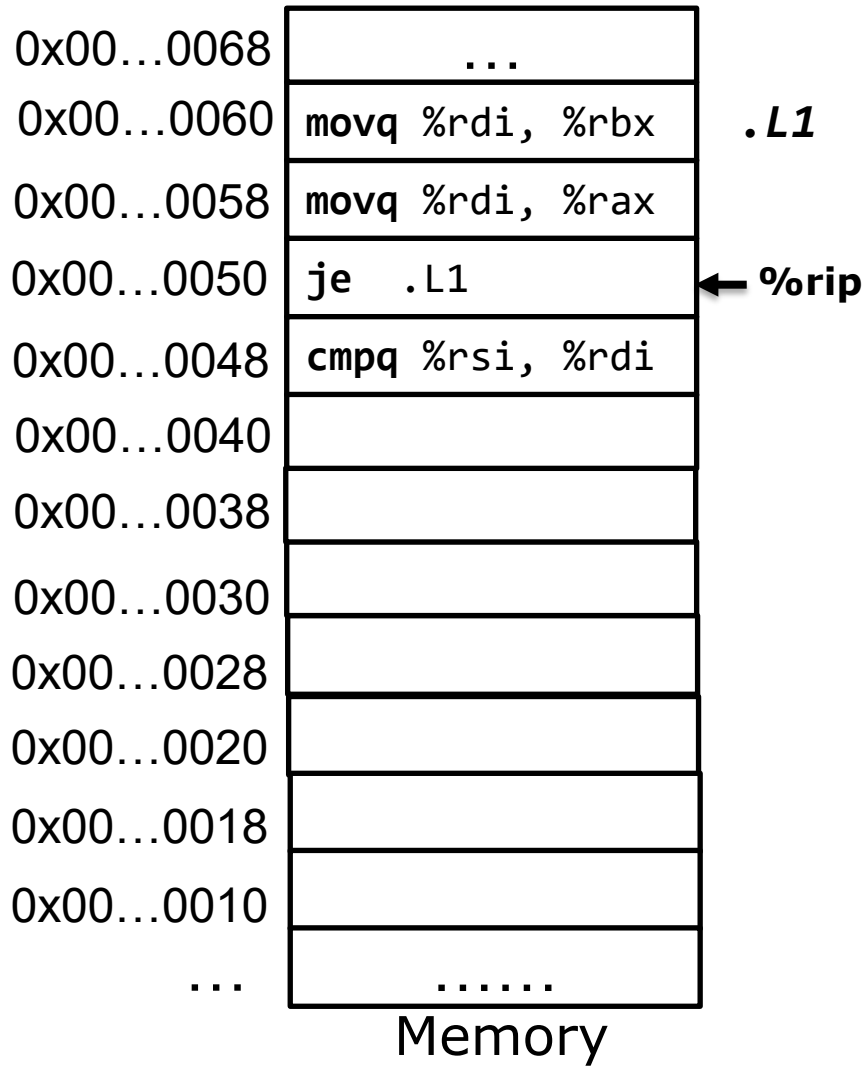 0x00…0068 ...
0x00…0060 movq %rdi, %rbx .L1
0x00…0058 movq %rdi, %rax
0x00…0050 je .L1 %rip
0x00…0048 cmpq %rsi, %rdi
0x00…0040
0x00…0038
0x00…0030
0x00…0028
0x00…0020
0x00…0018
0x00…0010
... ......
Memory